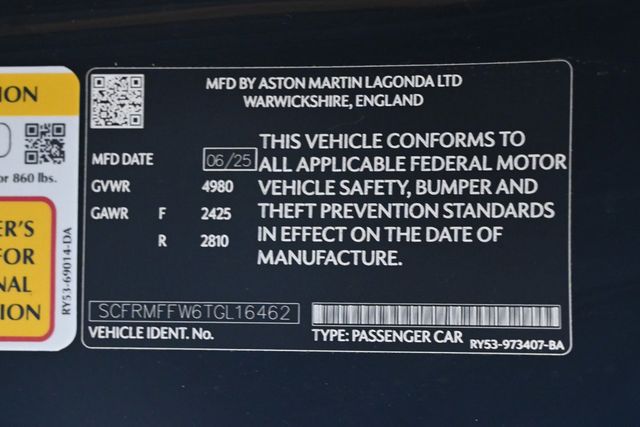 ION
or 860 lbs.
ER'S
FOR
NAL
TION
RY53-69014-DA
MFD BY ASTON MARTIN LAGONDA LTD
WARWICKSHIRE, ENGLAND
MFD DATE 06/25
GVWR 4980
GAWR F 2425
R 2810
THIS VEHICLE CONFORMS TO
ALL APPLICABLE FEDERAL MOTOR
VEHICLE SAFETY, BUMPER AND
THEFT PREVENTION STANDARDS
IN EFFECT ON THE DATE OF
MANUFACTURE.
SCFRMFFW6TGL16462
VEHICLE IDENT. No.
TYPE: PASSENGER CAR
RY53-973407-BA